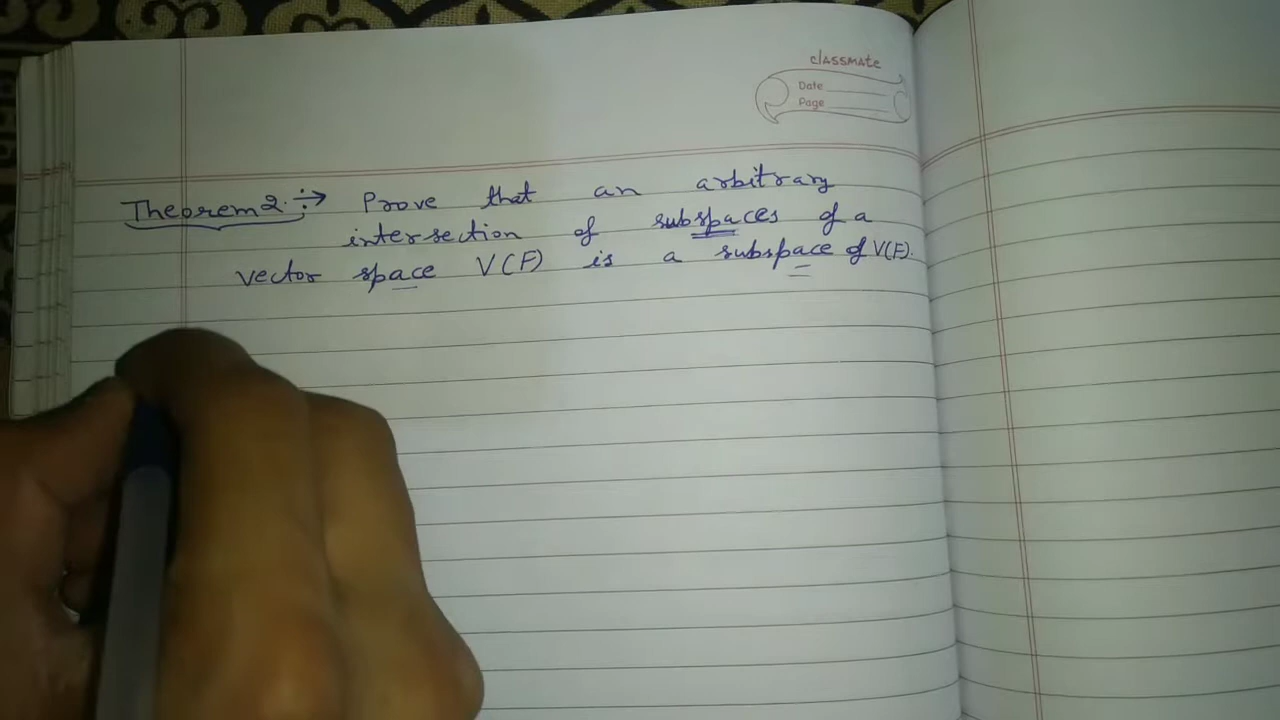 classmate
Date
Page
Theorem 2 :→ Prove that an arbitrary
intersection of subspaces of a
vector space V(F) is a subspace of V(F).